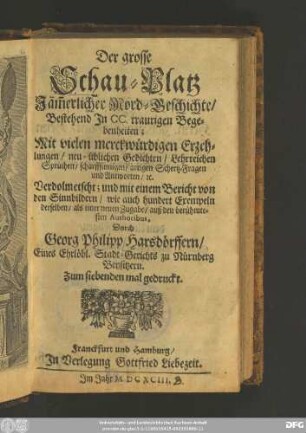 Der grosse
Schau-Platz
Jämerlicher Mord-Geschichte/
Bestehend In CC. traurigen Bege-
benheiten;
Mit vielen merckwürdigen Erzeh-
lungen / neu-üblichen Gedichten / Lehrreichen
Sprüchen / scharffsinnigen / artigen Schertz-Fragen
und Antworten / ꝛc.
Verdolmetscht; und mit einem Bericht von
den Sinnbildern / wie auch hundert Exempeln
derselben / als einer neuen Zugabe / auß den berühmte-
sten Authoribus,
Durch
Georg Philipp Harsdörffern /
Eines Ehrlöbl. Stadt-Gerichts zu Nürnberg
Beysitzern.
Zum siebenden mal gedruckt.
Franckfurt und Hamburg /
In Verlegung Gottfried Liebezeit.
Im Jahr M DC XCIII.